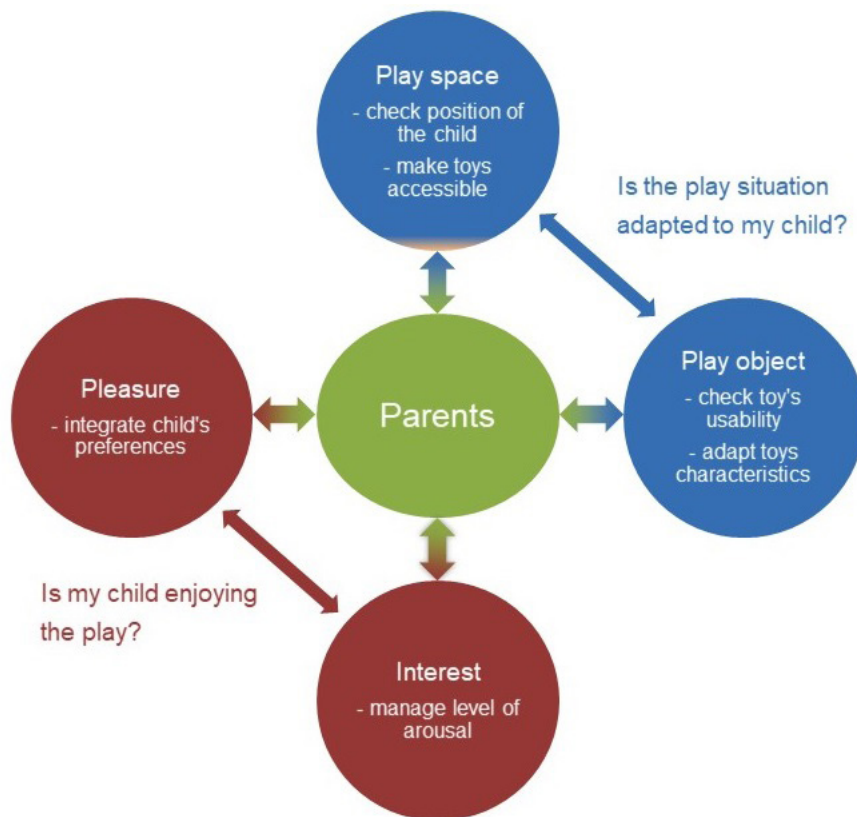 Play space
- check position of
the child
- make toys
accessible
Is the play situation
adapted to my child?
Pleasure
- integrate child's
preferences
Parents
Play object
- check toy's
usability
- adapt toys
characteristics
Is my child enjoying
the play?
Interest
- manage level of
arousal